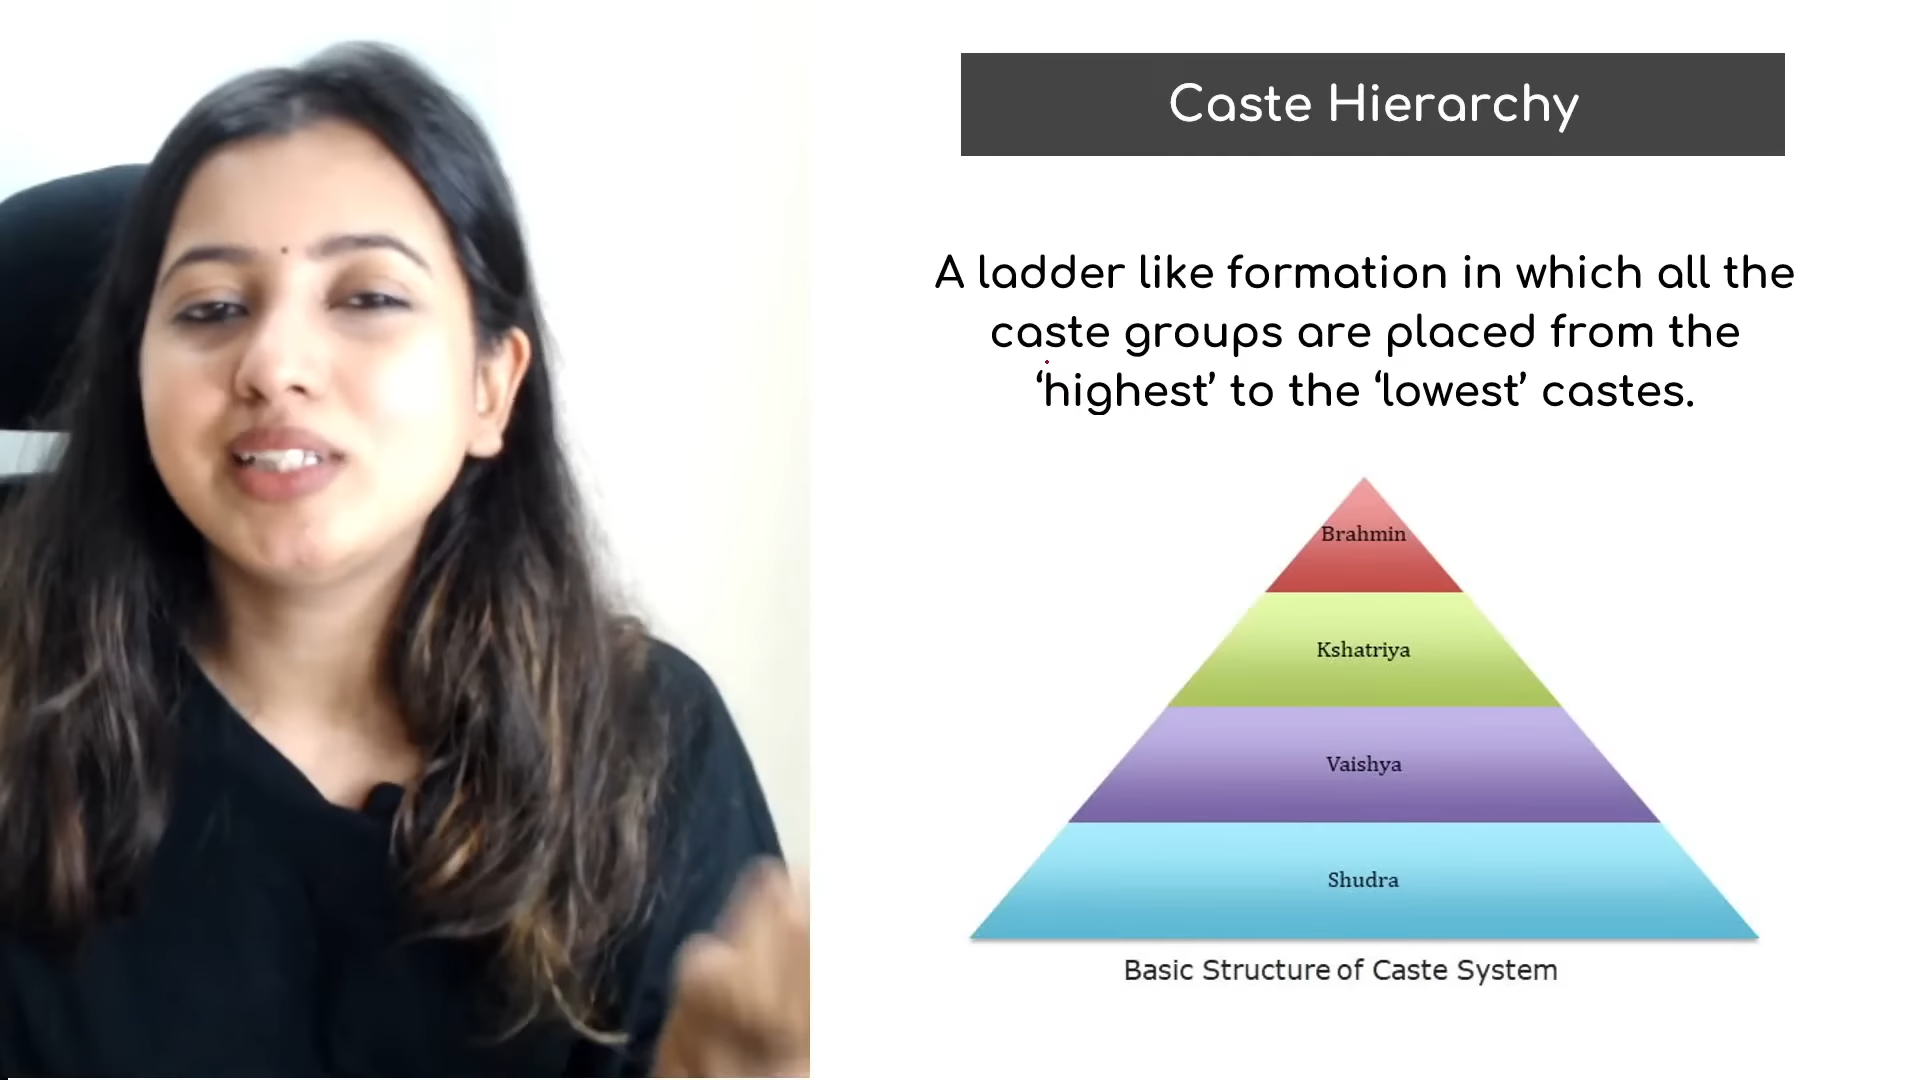 Caste Hierarchy
A ladder like formation in which all the
caste groups are placed from the
‘highest’ to the ‘lowest’ castes.
Brahmin
Kshatriya
Vaishya
Shudra
Basic Structure of Caste System